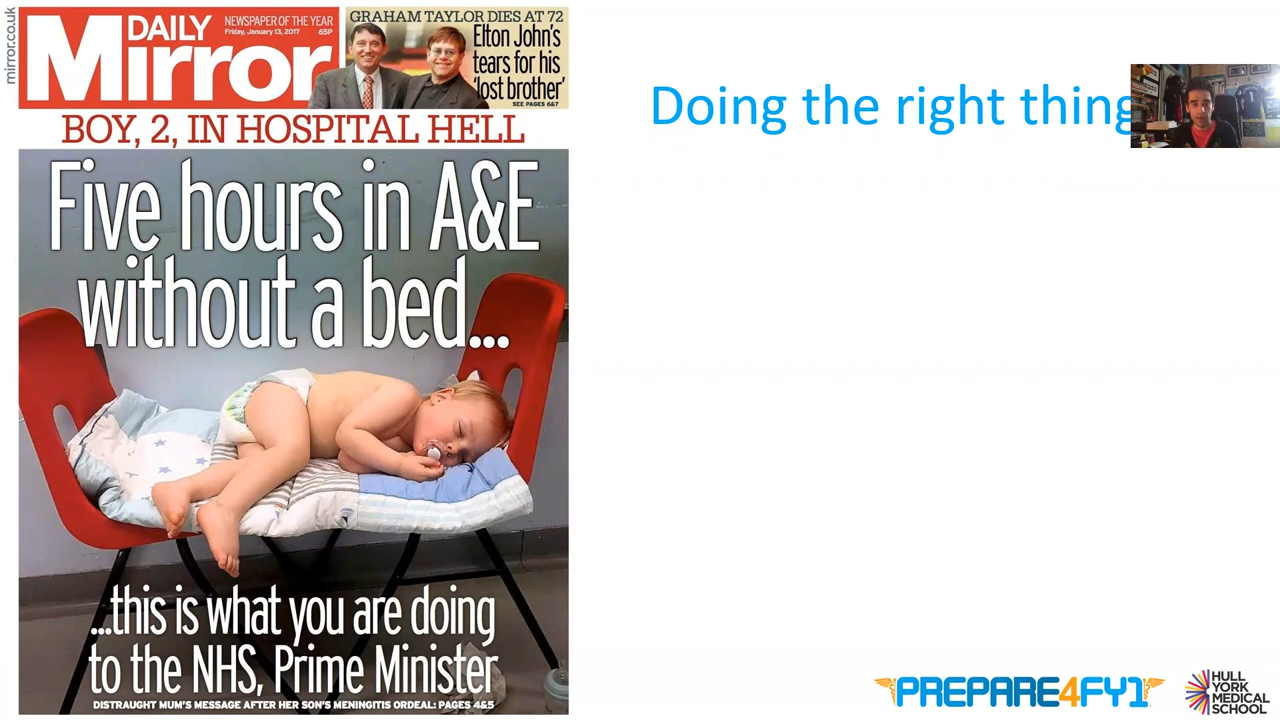 mirror.co.uk
DAILY
Mirror
NEWSPAPER OF THE YEAR
Friday, January 13, 2017 65P
GRAHAM TAYLOR DIES AT 72
Elton John's
tears for his
'lost brother'
SEE PAGES 6&7
BOY, 2, IN HOSPITAL HELL
Five hours in A&E
without a bed...
...this is what you are doing
to the NHS, Prime Minister
DISTRAUGHT MUM'S MESSAGE AFTER HER SON'S MENINGITIS ORDEAL: PAGES 4&5
Doing the right thing
PREPARE4FY1
HULL
YORK
MEDICAL
SCHOOL